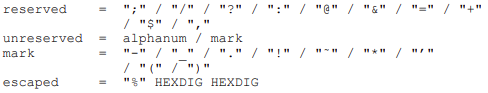 reserved = ";" / "/" / "?" / ":" / "@" / "&" / "=" / "+"
/ "$" / ","
unreserved = alphanum / mark
mark = "-" / "_" / "." / "!" / "˜" / "*" / "’"
/ "(" / ")"
escaped = "%" HEXDIG HEXDIG